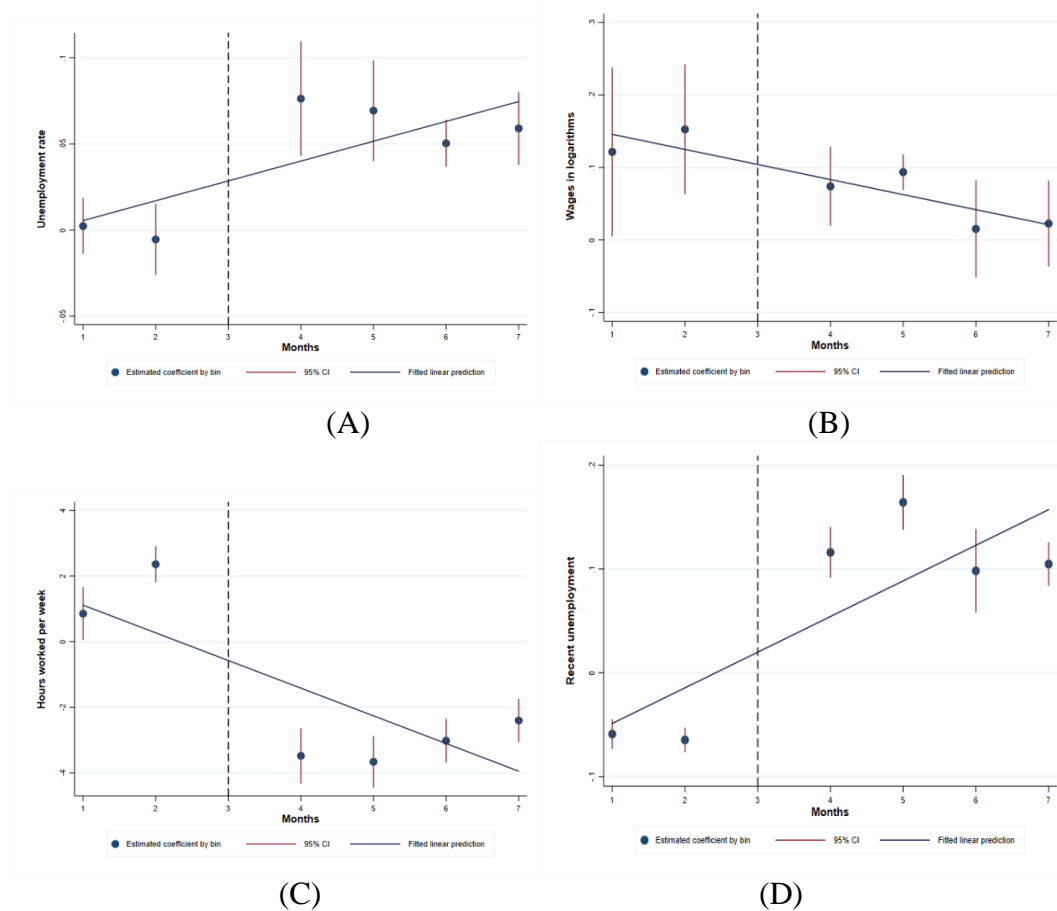 Unemployment rate
.1
.05
0
-.05
1 2 3 4 5 6 7
Months
Estimated coefficient by bin 95% CI Fitted linear prediction
(A)
Wages in logarithms
.3
.2
.1
0
-.1
1 2 3 4 5 6 7
Months
Estimated coefficient by bin 95% CI Fitted linear prediction
(B)
Hours worked per week
4
2
0
-2
-4
1 2 3 4 5 6 7
Months
Estimated coefficient by bin 95% CI Fitted linear prediction
(C)
Recent unemployment
.2
.1
0
-.1
1 2 3 4 5 6 7
Months
Estimated coefficient by bin 95% CI Fitted linear prediction
(D)